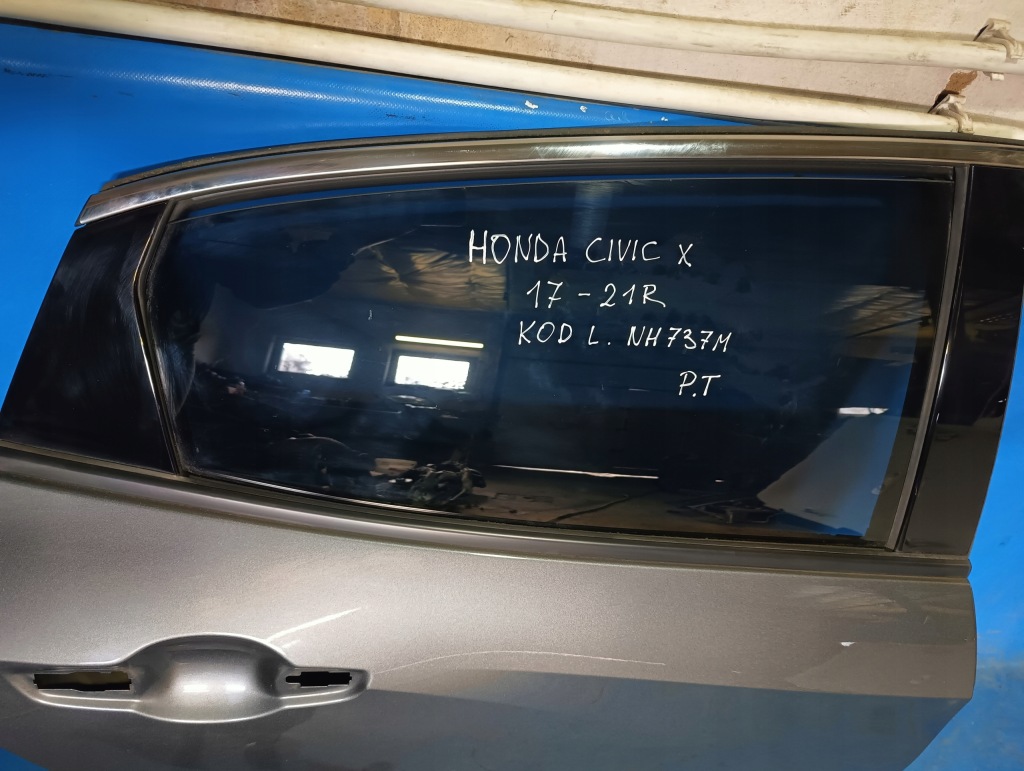 HONDA CIVIC X
17-21R
KOD L. NH737M
P.T